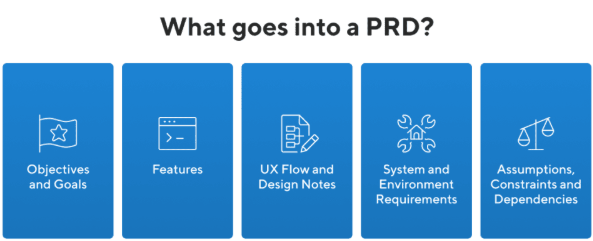 What goes into a PRD?
Objectives
and Goals
Features
UX Flow and
Design Notes
System and
Environment
Requirements
Assumptions,
Constraints and
Dependencies